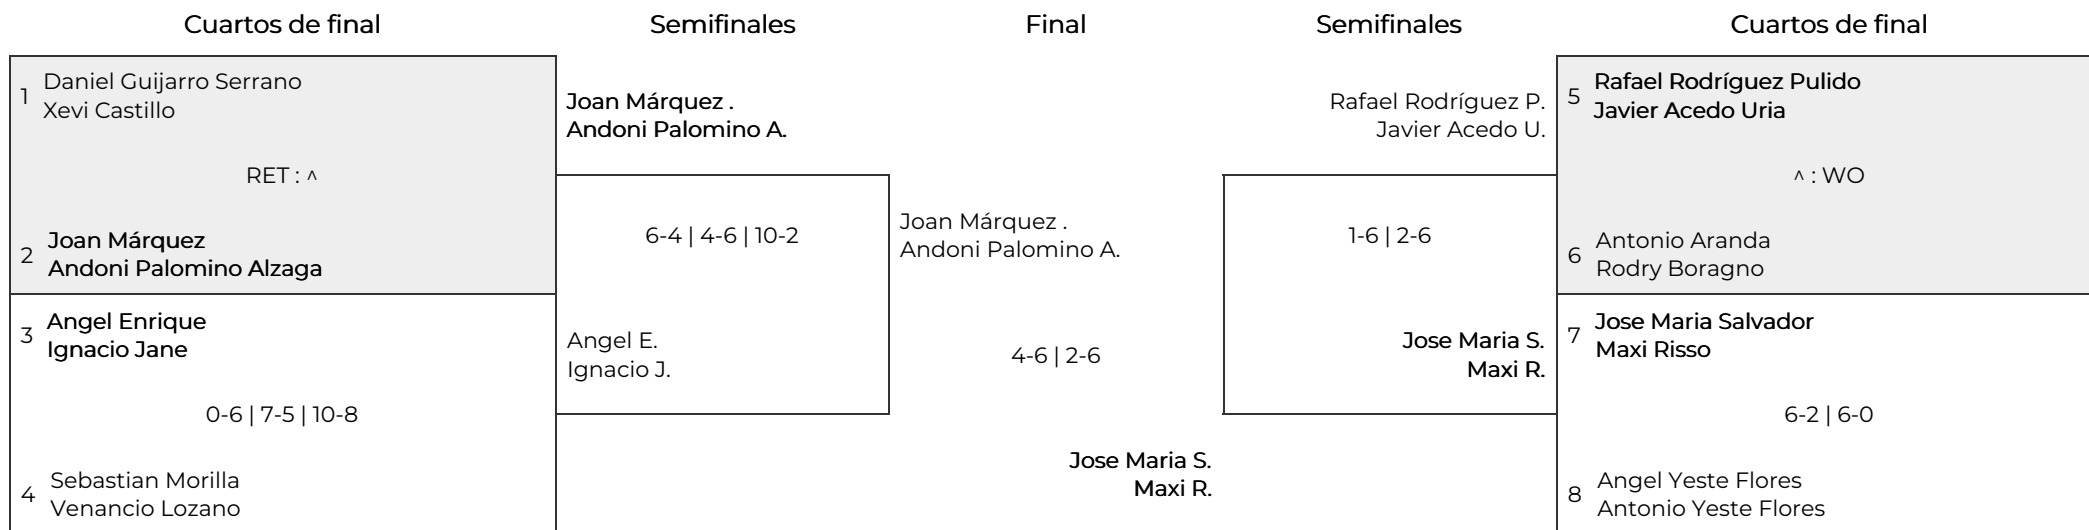 Cuartos de final
Semifinales
Final
Semifinales
Cuartos de final
1
Daniel Guijarro Serrano
Xevi Castillo
RET : ^
2
Joan Márquez
Andoni Palomino Alzaga
3
Angel Enrique
Ignacio Jane
0-6 | 7-5 | 10-8
4
Sebastian Morilla
Venancio Lozano
Joan Márquez .
Andoni Palomino A.
6-4 | 4-6 | 10-2
Angel E.
Ignacio J.
Joan Márquez .
Andoni Palomino A.
4-6 | 2-6
Jose Maria S.
Maxi R.
Rafael Rodríguez P.
Javier Acedo U.
1-6 | 2-6
Jose Maria S.
Maxi R.
5
Rafael Rodríguez Pulido
Javier Acedo Uria
^ : WO
6
Antonio Aranda
Rodry Boragno
7
Jose Maria Salvador
Maxi Risso
6-2 | 6-0
8
Angel Yeste Flores
Antonio Yeste Flores